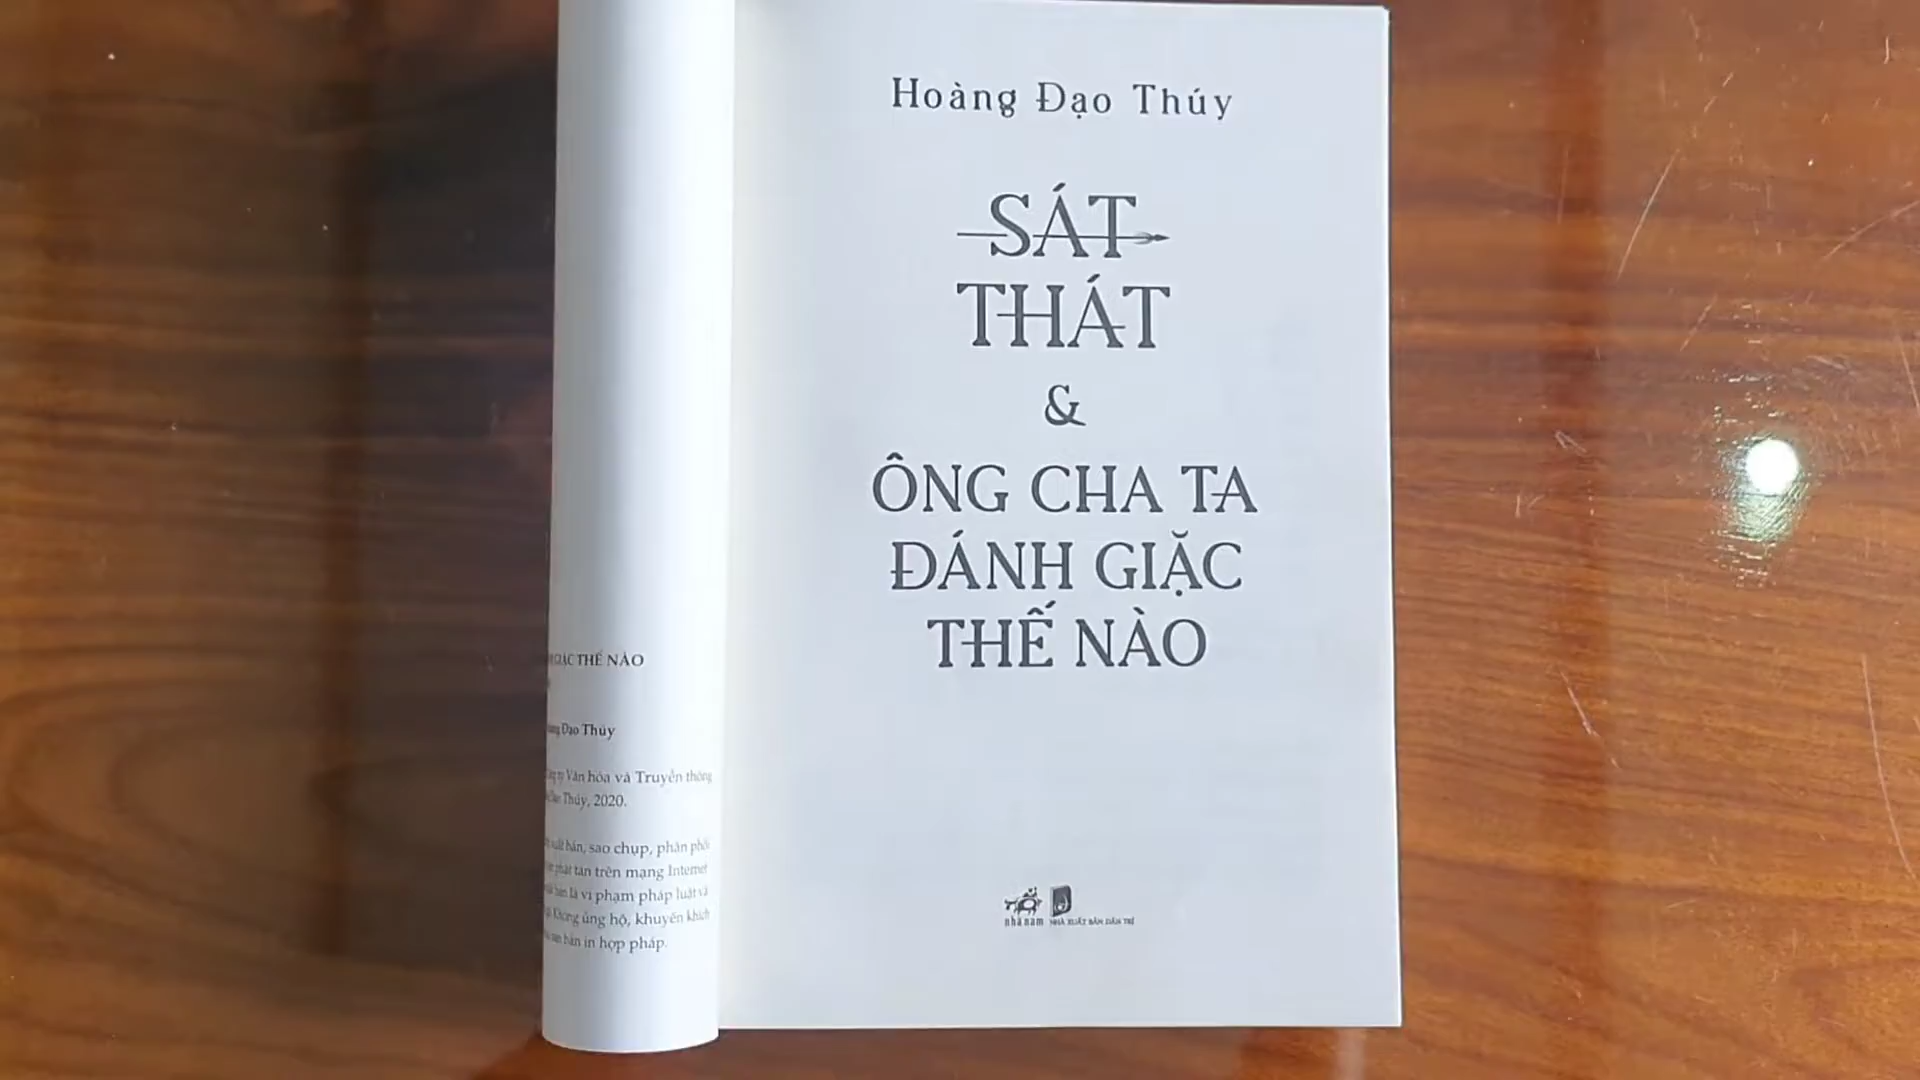 GIẶC THẾ NÀO
Đạo Thúy
Văn hóa và Truyền thông
Thúy, 2020.
xuất bản, sao chụp, phân phối
phát tán trên mạng Internet
là vi phạm pháp luật và
Không ủng hộ, khuyến khích
bản in hợp pháp.
Hoàng Đạo Thúy
SÁT
THÁT
&
ÔNG CHA TA
ĐÁNH GIẶC
THẾ NÀO
nhã nam NHÀ XUẤT BẢN DÂN TRÍ